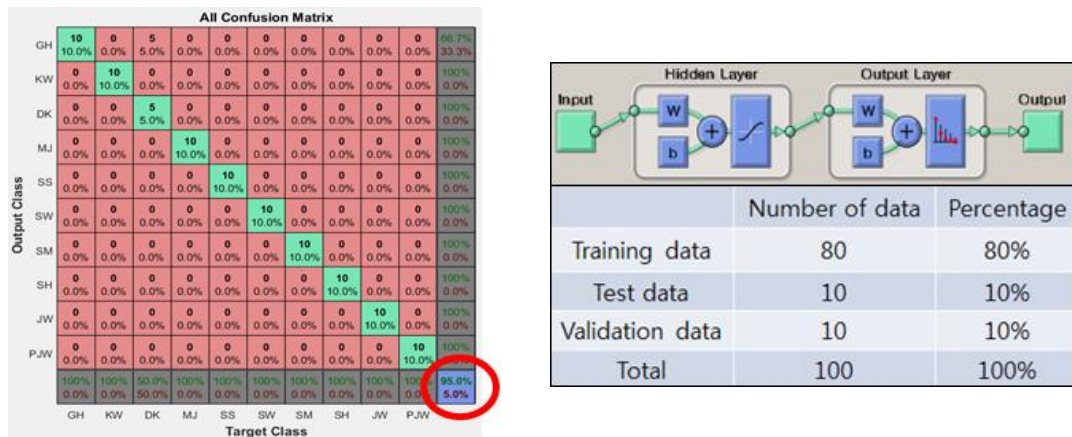 All Confusion Matrix
Output Class
GH 10 0 5 0 0 0 0 0 0 0 66.7%
10.0% 0.0% 5.0% 0.0% 0.0% 0.0% 0.0% 0.0% 0.0% 0.0% 33.3%
KW 0 10 0 0 0 0 0 0 0 0 100%
0.0% 10.0% 0.0% 0.0% 0.0% 0.0% 0.0% 0.0% 0.0% 0.0% 0.0%
DK 0 0 5 0 0 0 0 0 0 0 100%
0.0% 0.0% 5.0% 0.0% 0.0% 0.0% 0.0% 0.0% 0.0% 0.0% 0.0%
MJ 0 0 0 10 0 0 0 0 0 0 100%
0.0% 0.0% 0.0% 10.0% 0.0% 0.0% 0.0% 0.0% 0.0% 0.0% 0.0%
SS 0 0 0 0 10 0 0 0 0 0 100%
0.0% 0.0% 0.0% 0.0% 10.0% 0.0% 0.0% 0.0% 0.0% 0.0% 0.0%
SW 0 0 0 0 0 10 0 0 0 0 100%
0.0% 0.0% 0.0% 0.0% 0.0% 10.0% 0.0% 0.0% 0.0% 0.0% 0.0%
SM 0 0 0 0 0 0 10 0 0 0 100%
0.0% 0.0% 0.0% 0.0% 0.0% 0.0% 10.0% 0.0% 0.0% 0.0% 0.0%
SH 0 0 0 0 0 0 0 10 0 0 100%
0.0% 0.0% 0.0% 0.0% 0.0% 0.0% 0.0% 10.0% 0.0% 0.0% 0.0%
JW 0 0 0 0 0 0 0 0 10 0 100%
0.0% 0.0% 0.0% 0.0% 0.0% 0.0% 0.0% 0.0% 10.0% 0.0% 0.0%
PJW 0 0 0 0 0 0 0 0 0 10 100%
0.0% 0.0% 0.0% 0.0% 0.0% 0.0% 0.0% 0.0% 0.0% 10.0%
100% 100% 50.0% 100% 100% 100% 100% 100% 100% 95.0%
0.0% 0.0% 50.0% 0.0% 0.0% 0.0% 0.0% 0.0% 0.0% 5.0%
GH KW DK MJ SS SW SM SH JW PJW
Target Class
Hidden Layer Output Layer
Input Output
W W
+ +
b b
Number of data Percentage
Training data 80 80%
Test data 10 10%
Validation data 10 10%
Total 100 100%